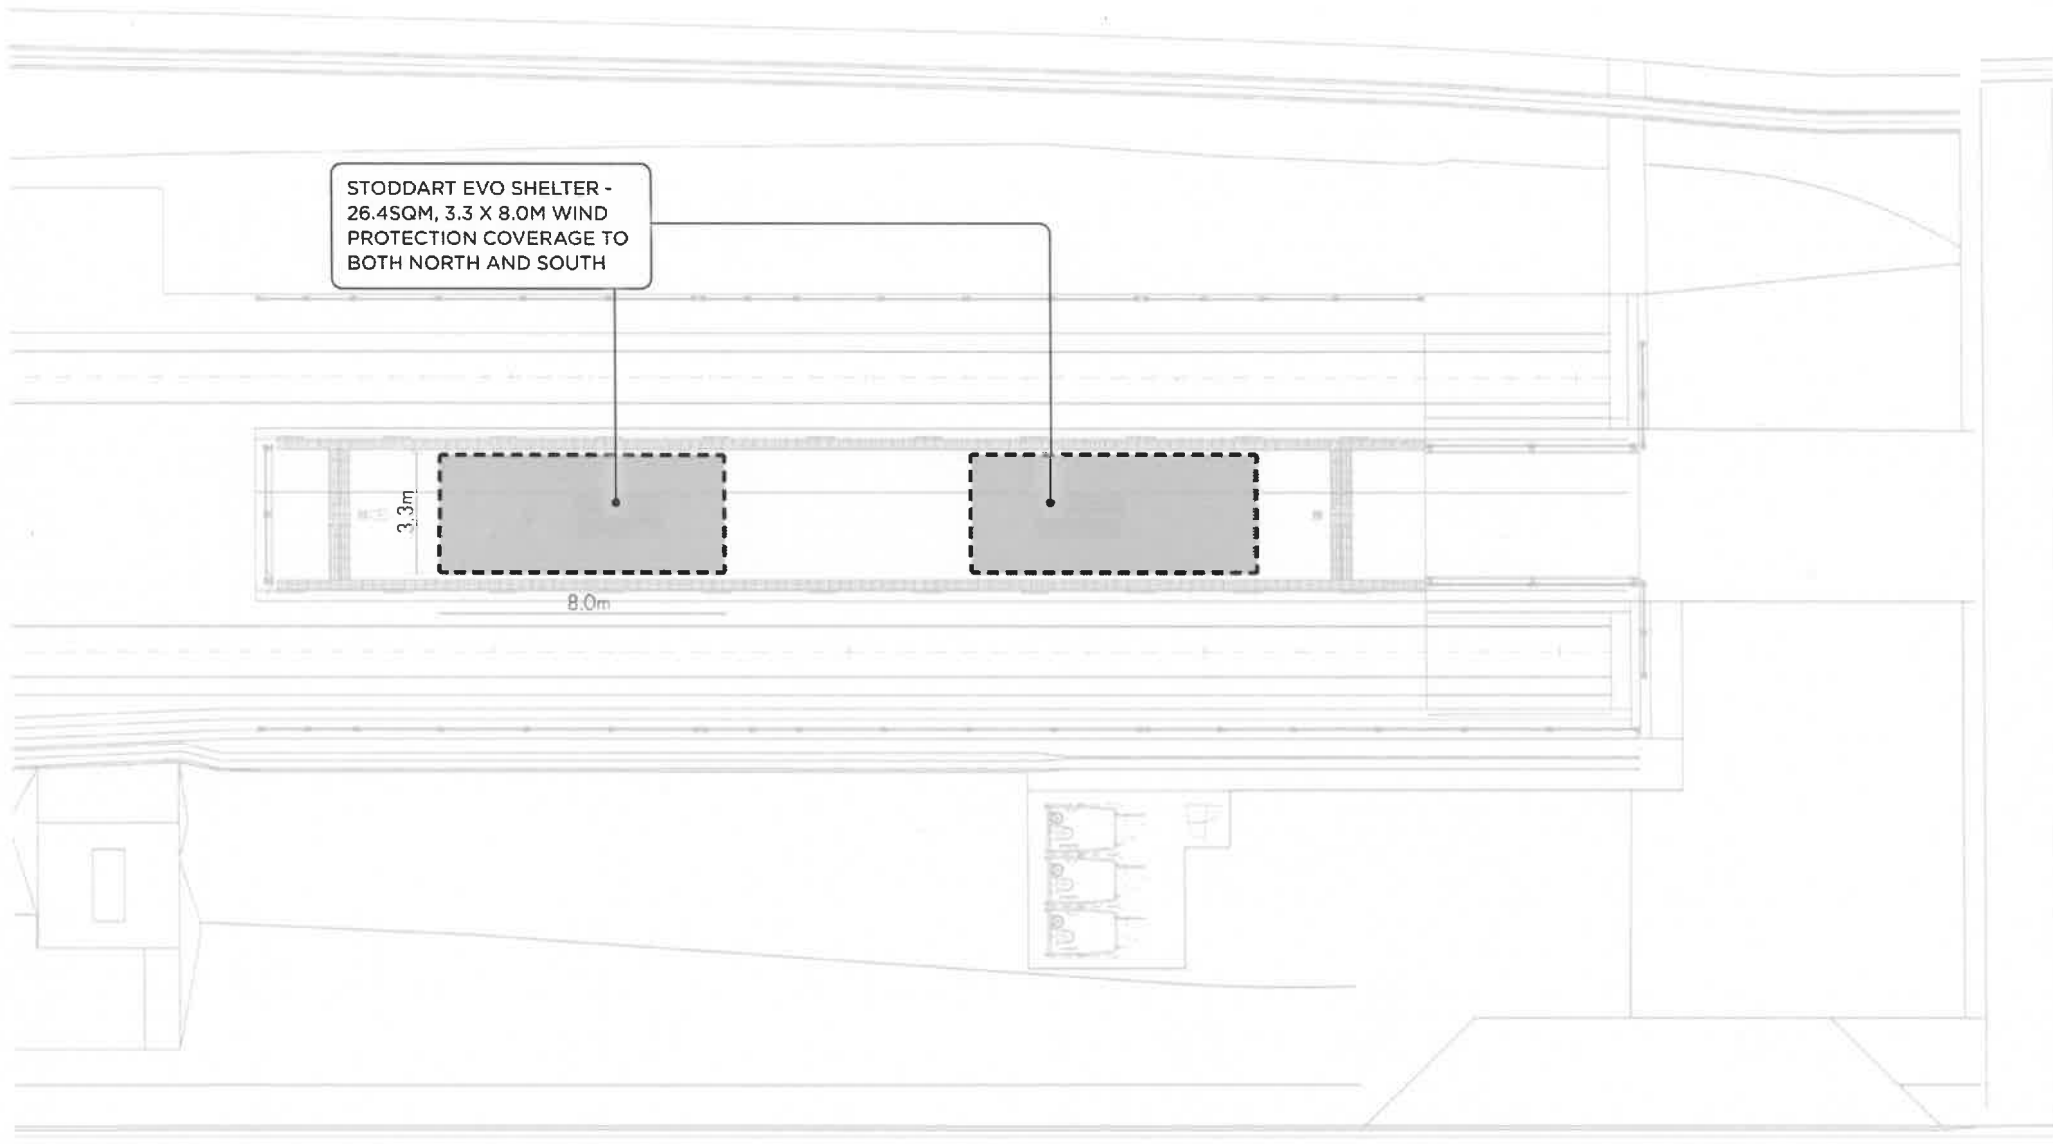 STODDART EVO SHELTER -
26.4SQM, 3.3 X 8.0M WIND
PROTECTION COVERAGE TO
BOTH NORTH AND SOUTH
3.3m
8.0m